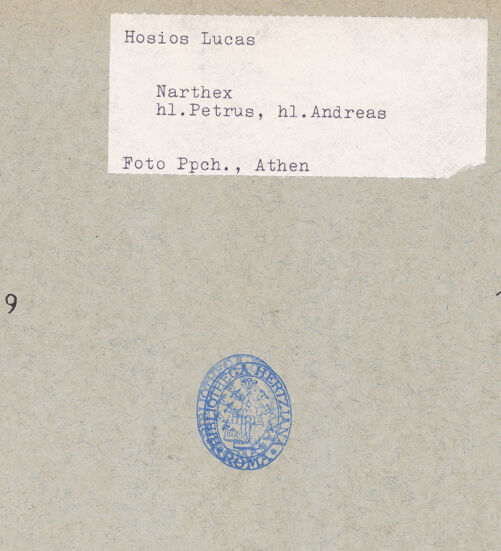 Hosios Lucas
Narthex
hl.Petrus, hl.Andreas
Foto Ppch., Athen
9
BIBLIOTHECA HERTZIANA
ROMA